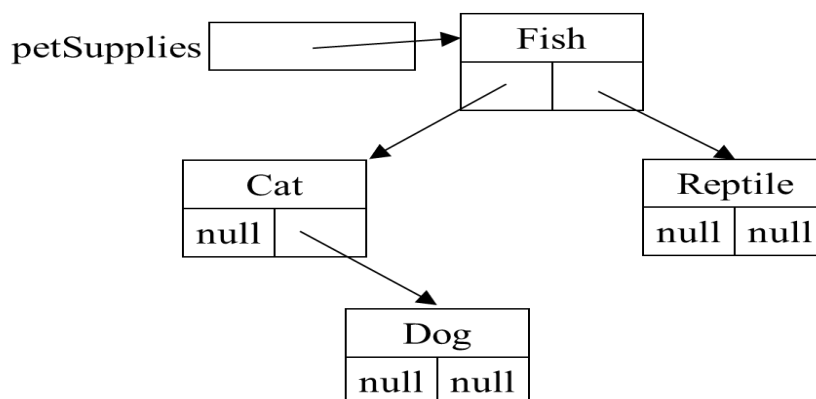 petSupplies
Fish
Cat
null
Reptile
null null
Dog
null null